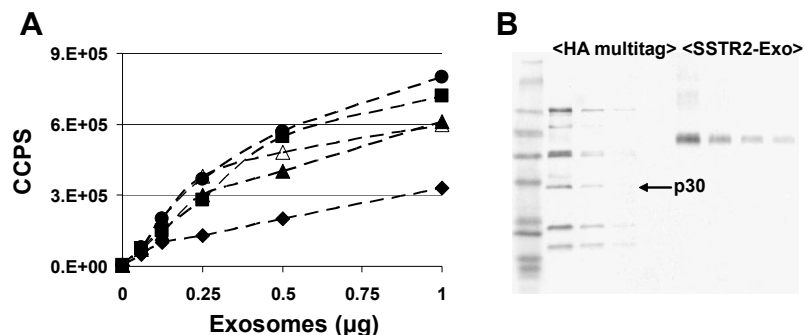 A
9.E+05
6.E+05
3.E+05
0.E+00
CCPS
0 0.25 0.5 0.75 1
Exosomes (µg)
B
<HA multitag> <SSTR2-Exo>
p30